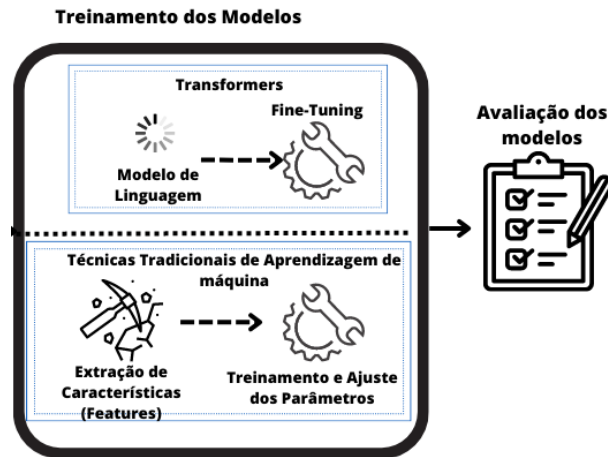 Treinamento dos Modelos
Transformers
Fine-Tuning
Modelo de
Linguagem
Técnicas Tradicionais de Aprendizagem de
máquina
Extração de
Características
(Features)
Treinamento e Ajuste
dos Parâmetros
Avaliação dos
modelos